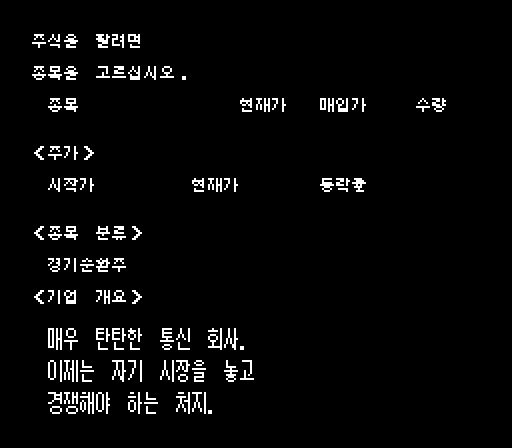 주식을 팔려면
종목을 고르십시오.
종목 현재가 매입가 수량
<주가>
시작가 현재가 등락율
<종목 분류>
경기순환주
<기업 개요>
매우 탄탄한 통신 회사.
이제는 자기 시장을 놓고
경쟁해야 하는 처지.